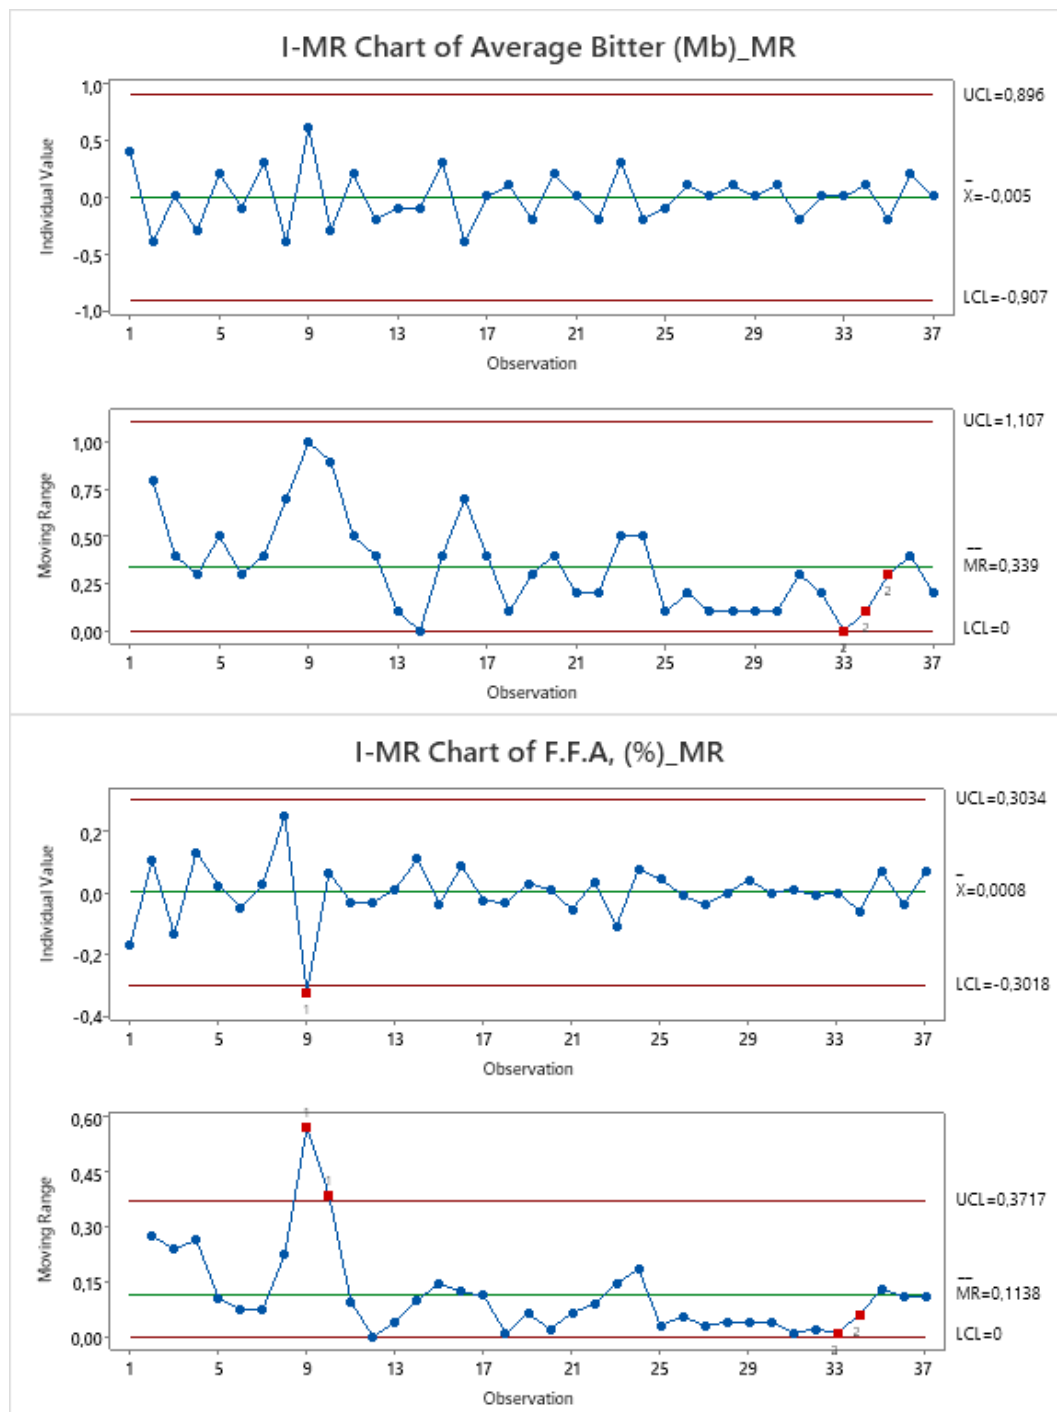 I-MR Chart of Average Bitter (Mb)_MR
1,0
0,5
0,0
-0,5
-1,0
Individual Value
UCL=0,896
X=-0,005
LCL=-0,907
1 5 9 13 17 21 25 29 33 37
Observation
1,00
0,75
0,50
0,25
0,00
Moving Range
UCL=1,107
MR=0,339
LCL=0
2
2
2
1 5 9 13 17 21 25 29 33 37
Observation
I-MR Chart of F.F.A, (%)_MR
0,2
0,0
-0,2
-0,4
Individual Value
UCL=0,3034
X=0,0008
LCL=-0,3018
1
1 5 9 13 17 21 25 29 33 37
Observation
0,60
0,45
0,30
0,15
0,00
Moving Range
1
1
UCL=0,3717
MR=0,1138
LCL=0
2
2
1 5 9 13 17 21 25 29 33 37
Observation